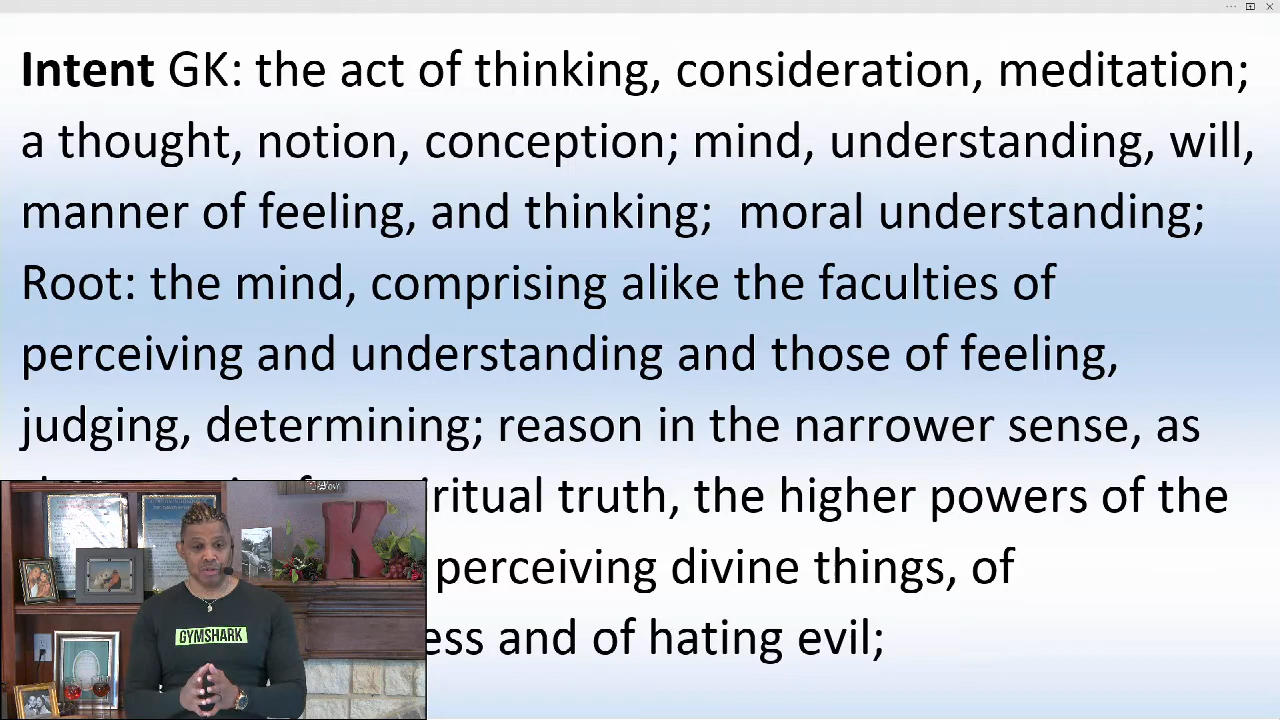 Intent GK: the act of thinking, consideration, meditation;
a thought, notion, conception; mind, understanding, will,
manner of feeling, and thinking;  moral understanding;
Root: the mind, comprising alike the faculties of
perceiving and understanding and those of feeling,
judging, determining; reason in the narrower sense, as
truth, the higher powers of the
perceiving divine things, of
and of hating evil;
K
GYMSHARK